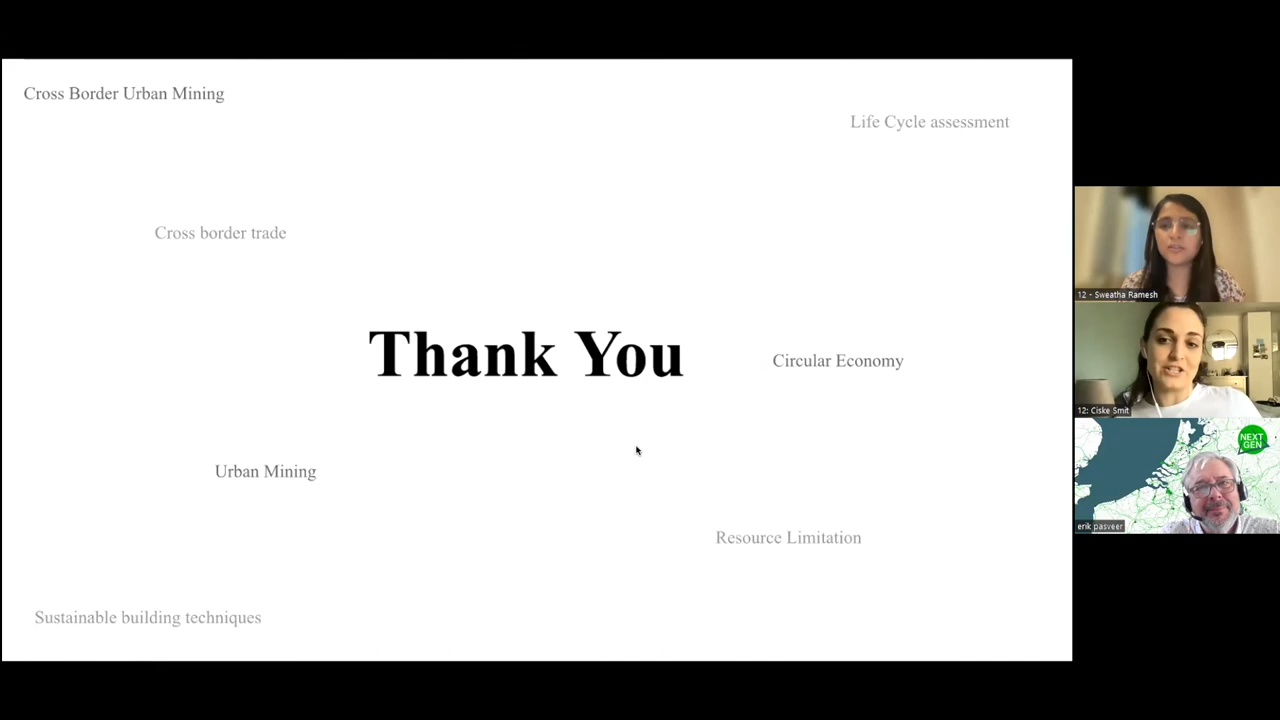 Cross Border Urban Mining
Life Cycle assessment
Cross border trade
Thank You
Circular Economy
Urban Mining
Resource Limitation
Sustainable building techniques
12 - Sweatha Ramesh
12: Ciske Smit
NEXT
GEN
erik pasveer